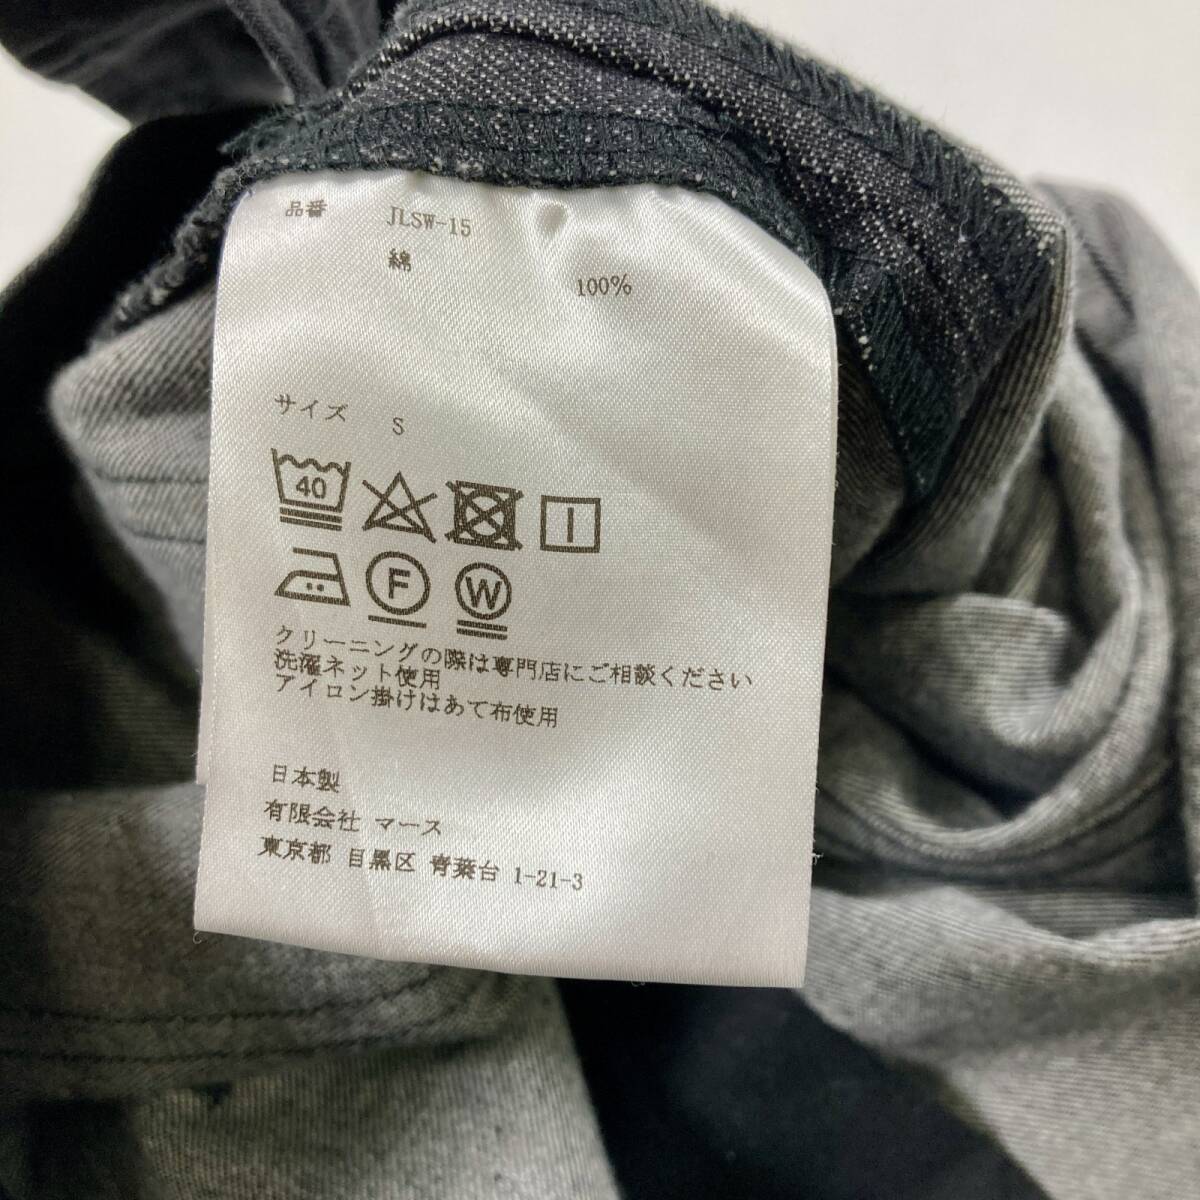 品番 JLSW-15
綿 100%
サイズ S
40
F W
クリーニングの際は専門店にご相談ください
洗濯ネット使用
アイロン掛けはあて布使用
日本製
有限会社 マース
東京都 目黒区 青葉台 1-21-3